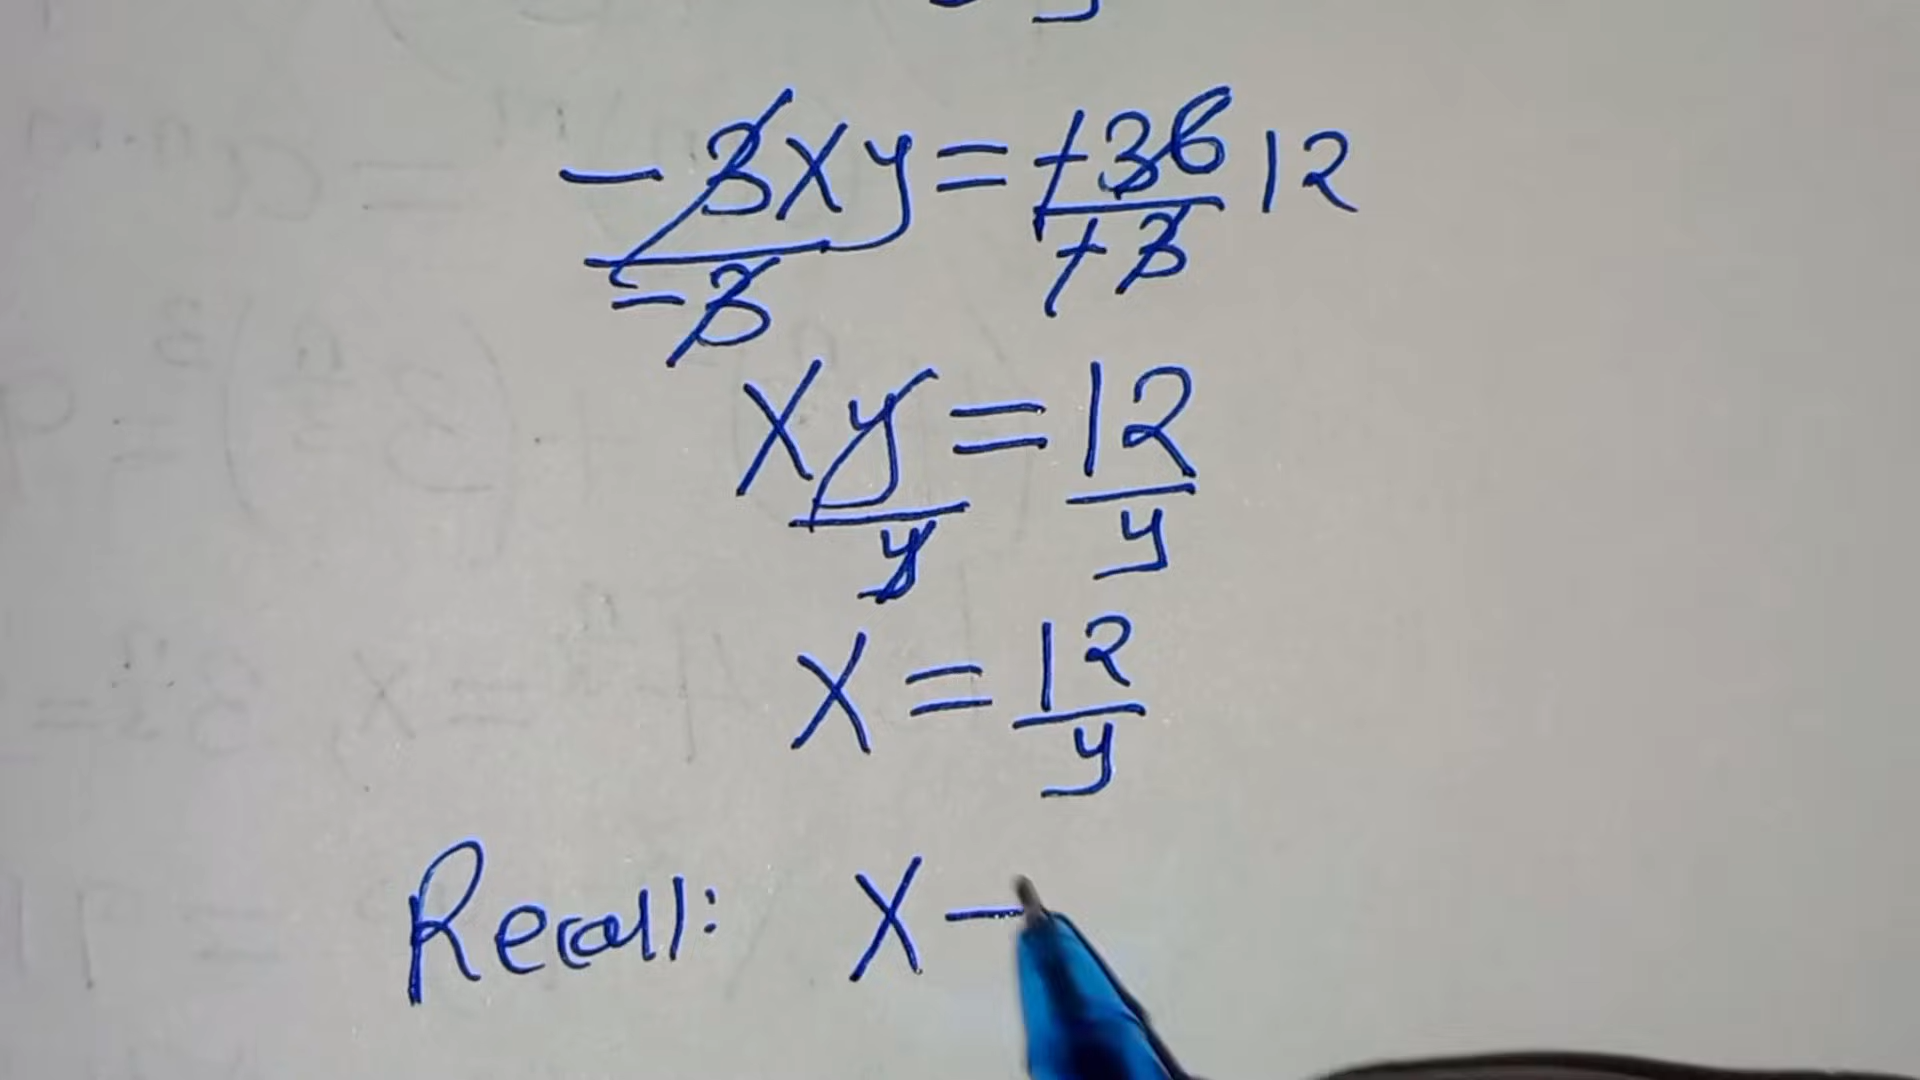 -3xy = +36 12
-3 +3
xy = 12
y y
x = 12
y
Recall: x -